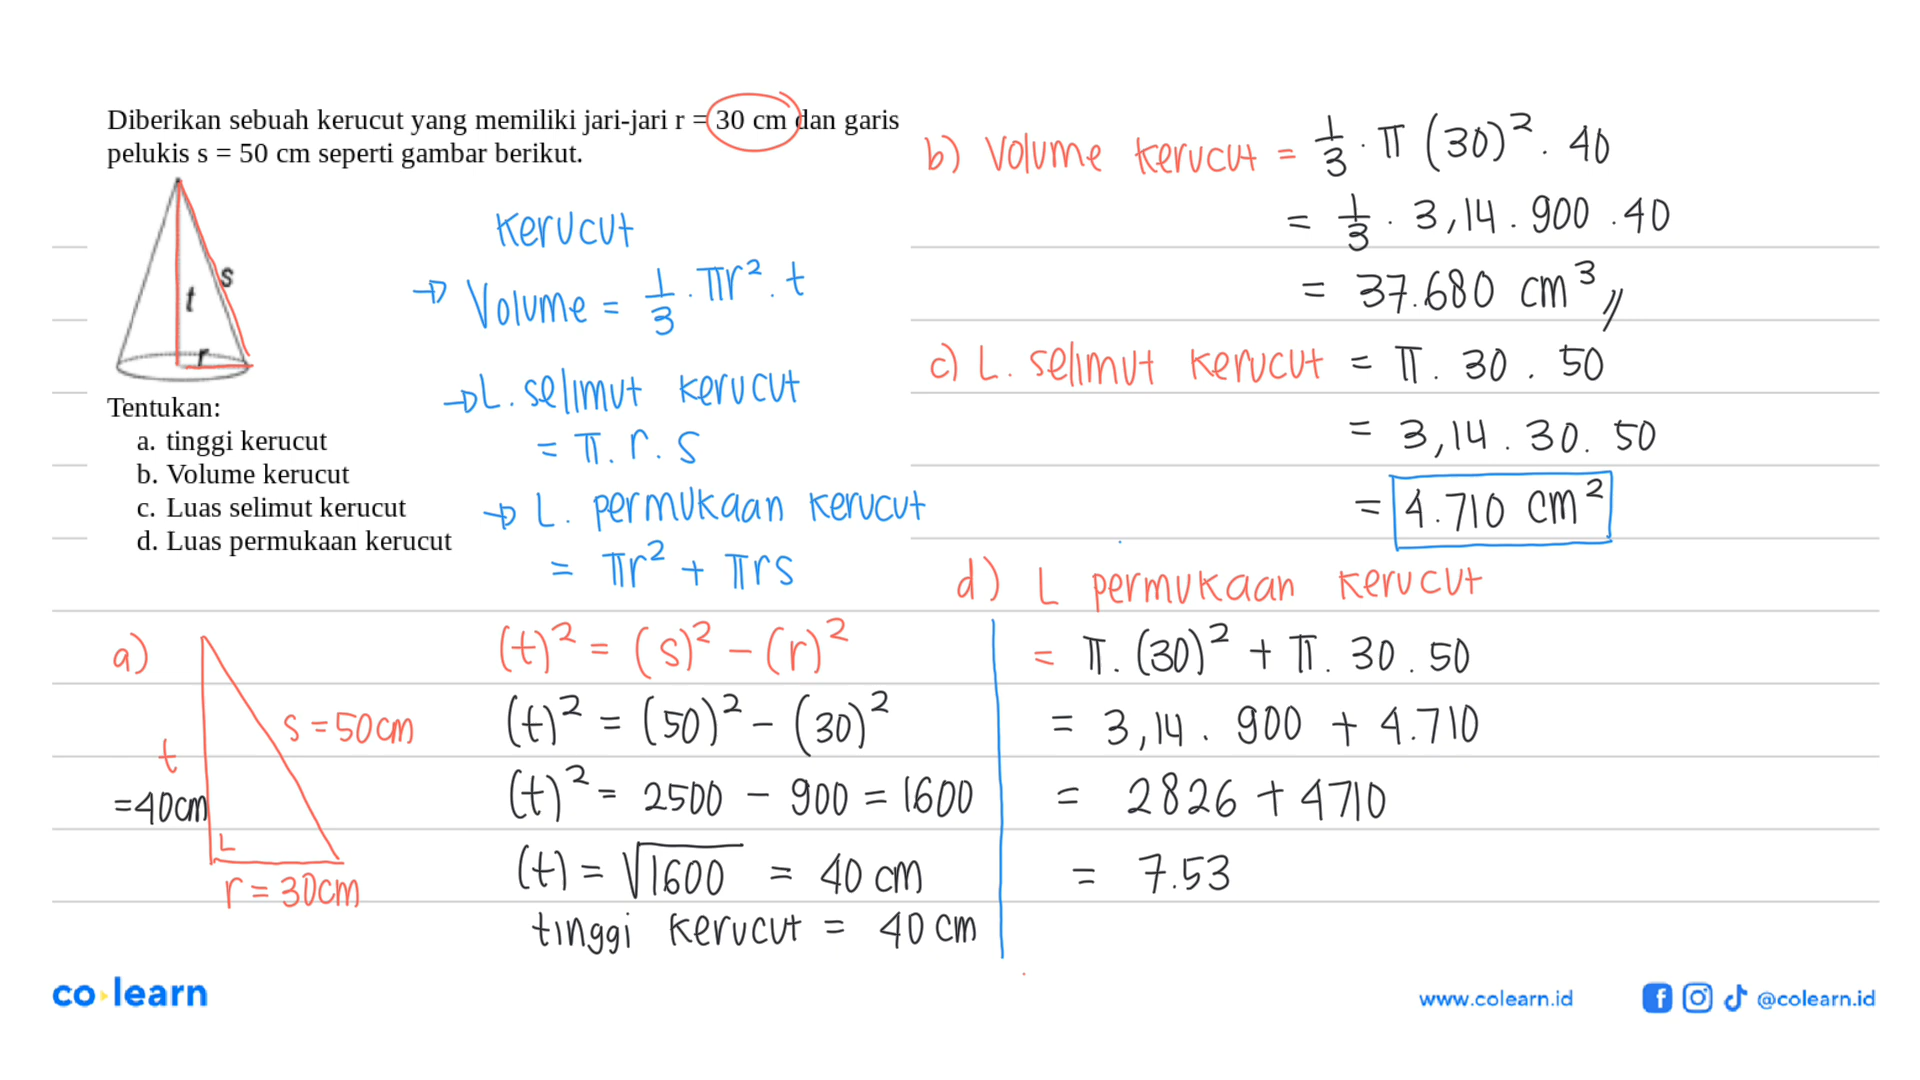 Diberikan sebuah kerucut yang memiliki jari-jari r = 30 cm dan garis
pelukis s = 50 cm seperti gambar berikut.
s
t
r
Tentukan:
a. tinggi kerucut
b. Volume kerucut
c. Luas selimut kerucut
d. Luas permukaan kerucut
Kerucut
→ Volume = 1/3 . πr² . t
→ L. selimut kerucut
= π. r. s
→ L. permukaan kerucut
= πr² + πrs
a)
t
=40cm
s = 50cm
r = 30cm
(t)² = (s)² - (r)²
(t)² = (50)² - (30)²
(t)² = 2500 - 900 = 1600
(t) = √1600 = 40 cm
tinggi kerucut = 40 cm
b) Volume kerucut = 1/3 . π (30)² . 40
= 1/3 . 3,14 . 900 . 40
= 37.680 cm³ //
c) L. selimut kerucut = π . 30 . 50
= 3,14 . 30. 50
= 4.710 cm²
d) L permukaan kerucut
= π. (30)² + π. 30 . 50
= 3,14 . 900 + 4.710
= 2826 + 4710
= 7.53
co learn
www.colearn.id
@colearn.id